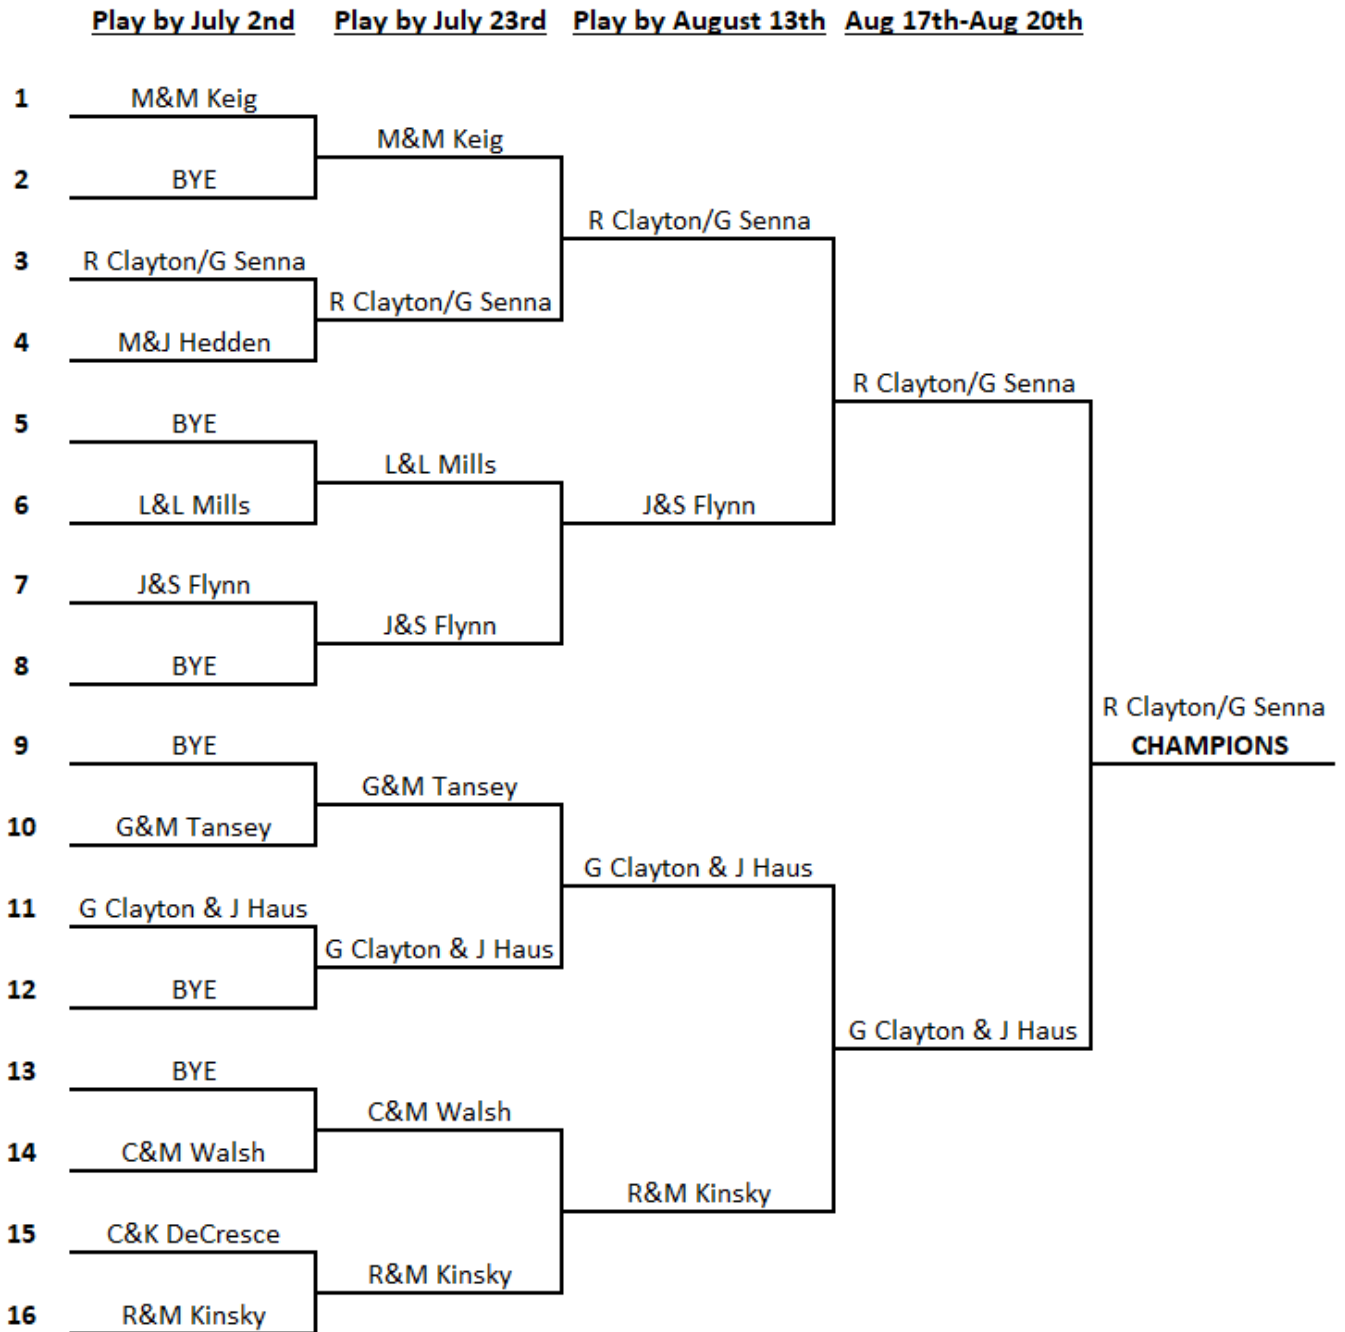 Play by July 2nd Play by July 23rd Play by August 13th Aug 17th-Aug 20th
1 M&M Keig
M&M Keig
2 BYE
R Clayton/G Senna
3 R Clayton/G Senna
R Clayton/G Senna
4 M&J Hedden
R Clayton/G Senna
5 BYE
L&L Mills
6 L&L Mills J&S Flynn
7 J&S Flynn
J&S Flynn
8 BYE
R Clayton/G Senna
9 BYE CHAMPIONS
G&M Tansey
10 G&M Tansey
G Clayton & J Haus
11 G Clayton & J Haus
G Clayton & J Haus
12 BYE
G Clayton & J Haus
13 BYE
C&M Walsh
14 C&M Walsh
R&M Kinsky
15 C&K DeCresce
R&M Kinsky
16 R&M Kinsky